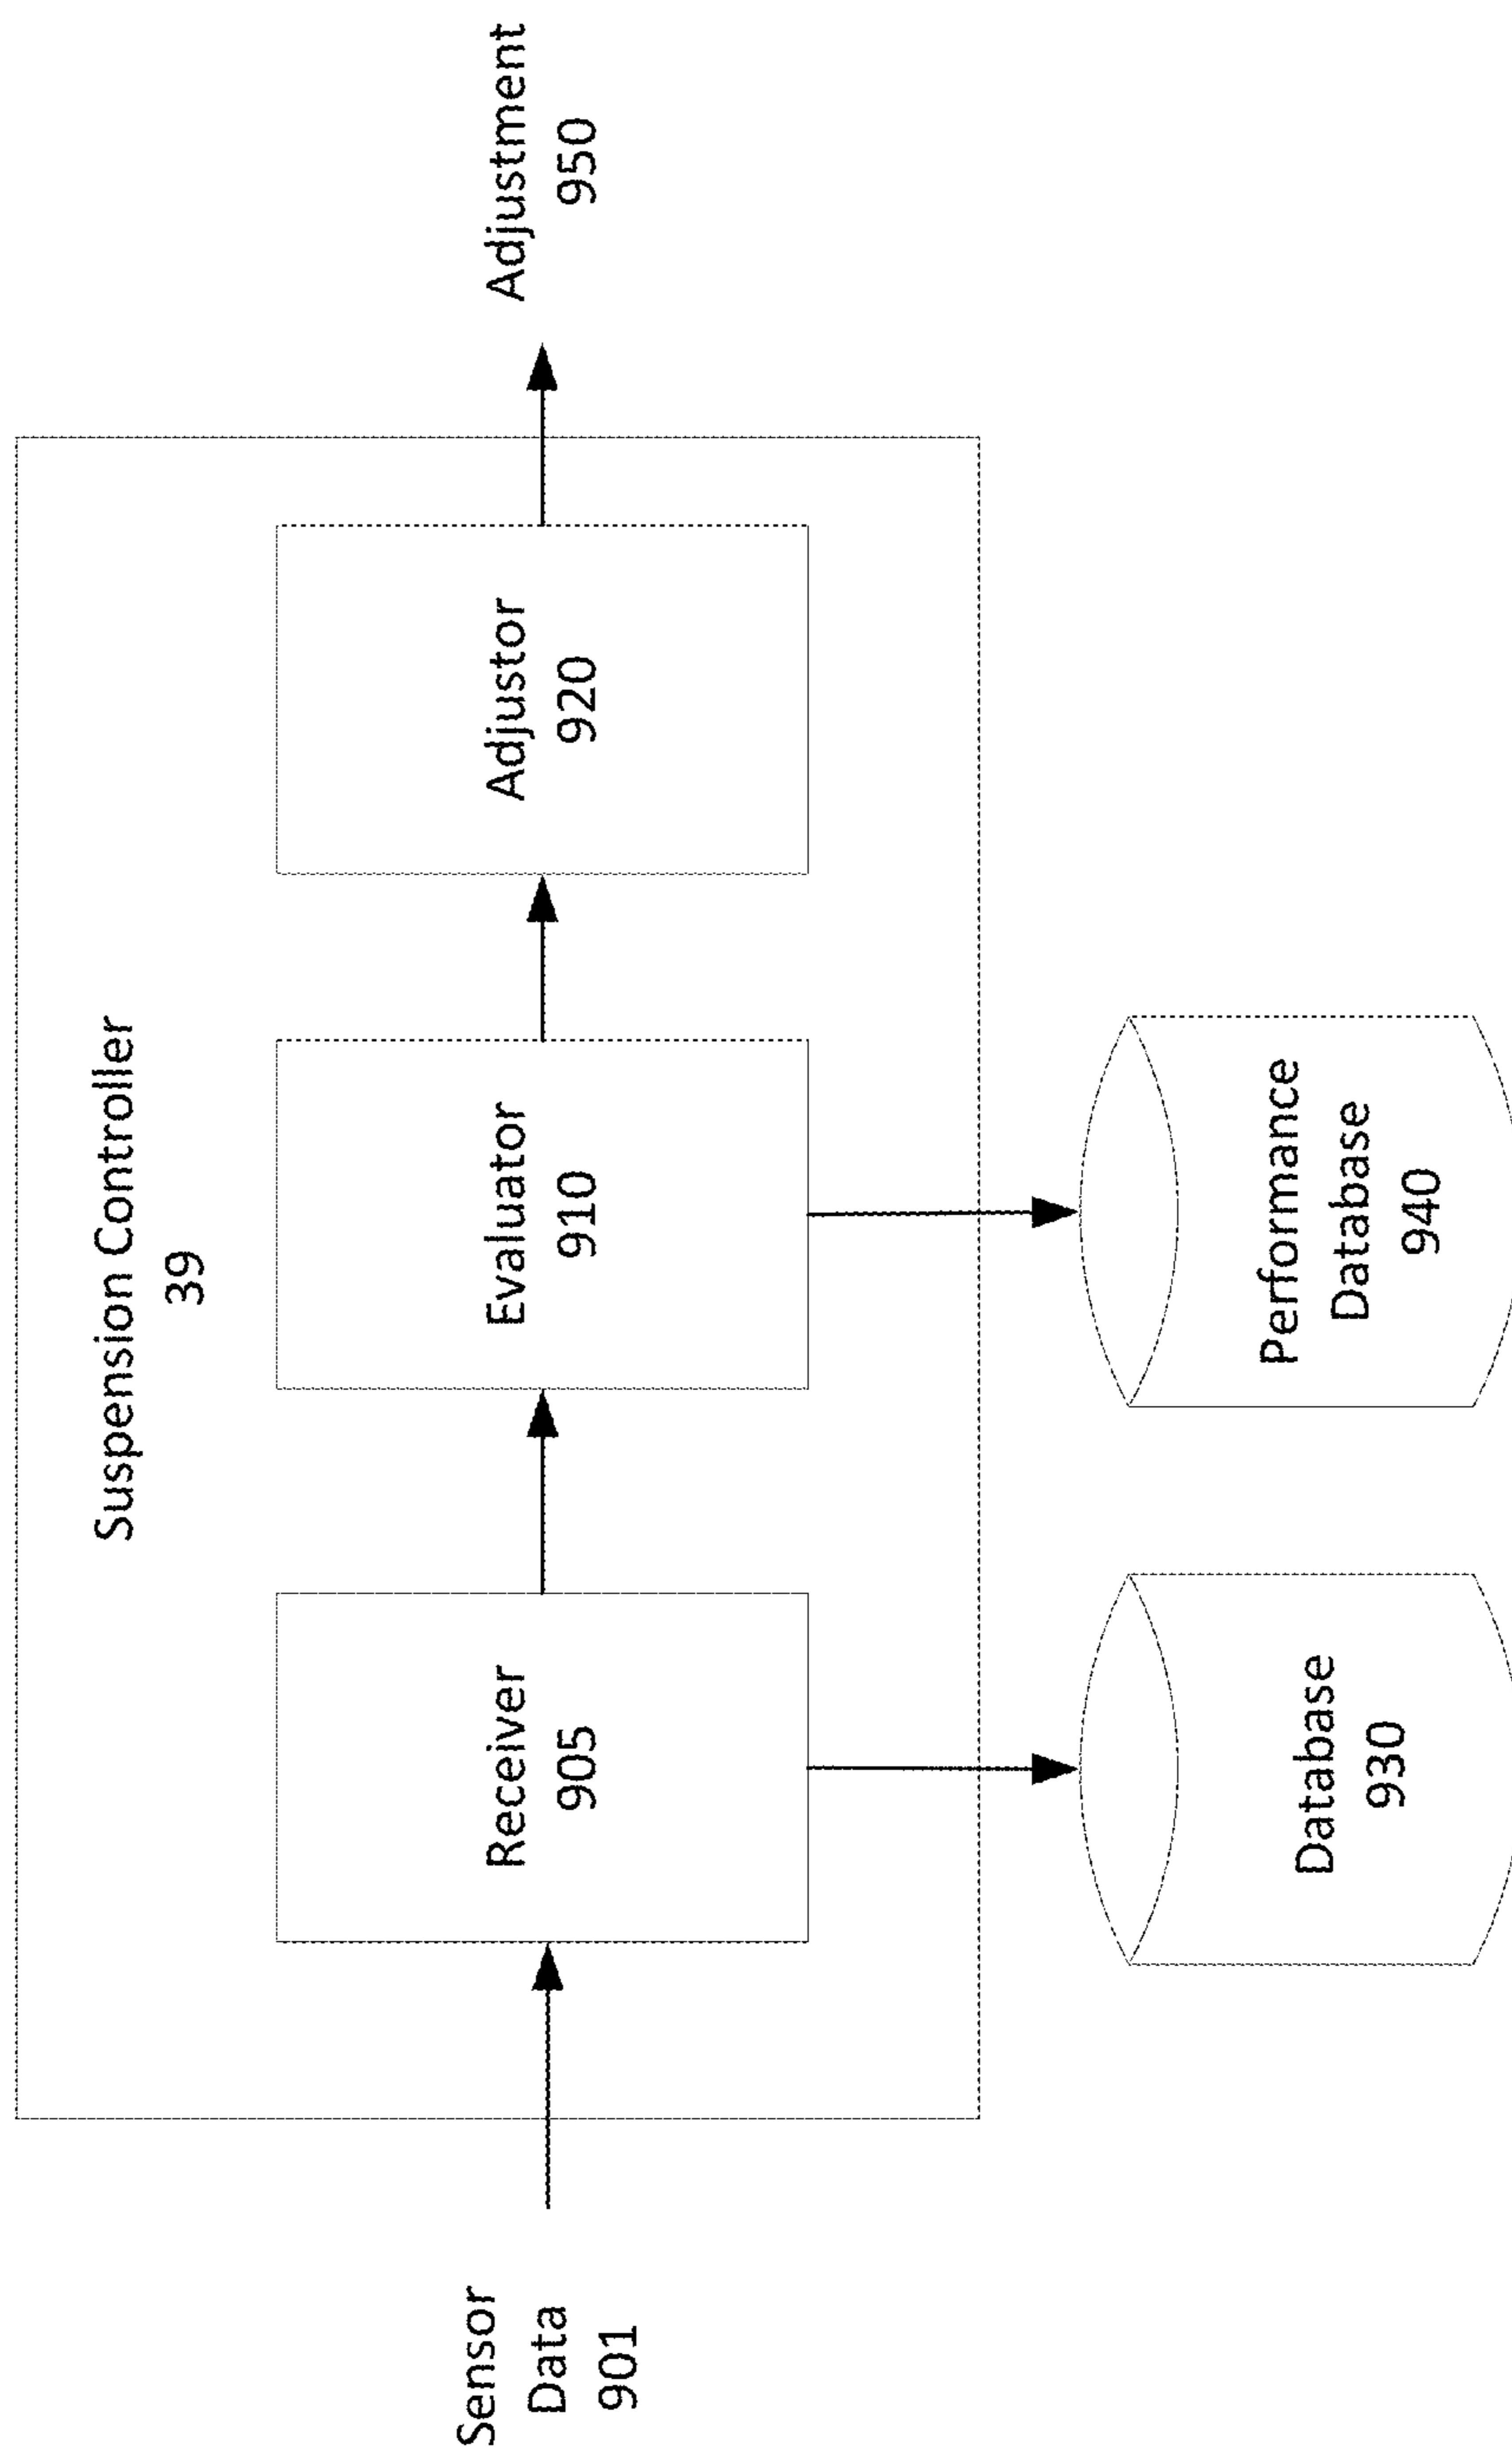 Suspension Controller
39
Sensor
Data
901
Receiver
905
Evaluator
910
Adjustor
920
Adjustment
950
Database
930
Performance
Database
940